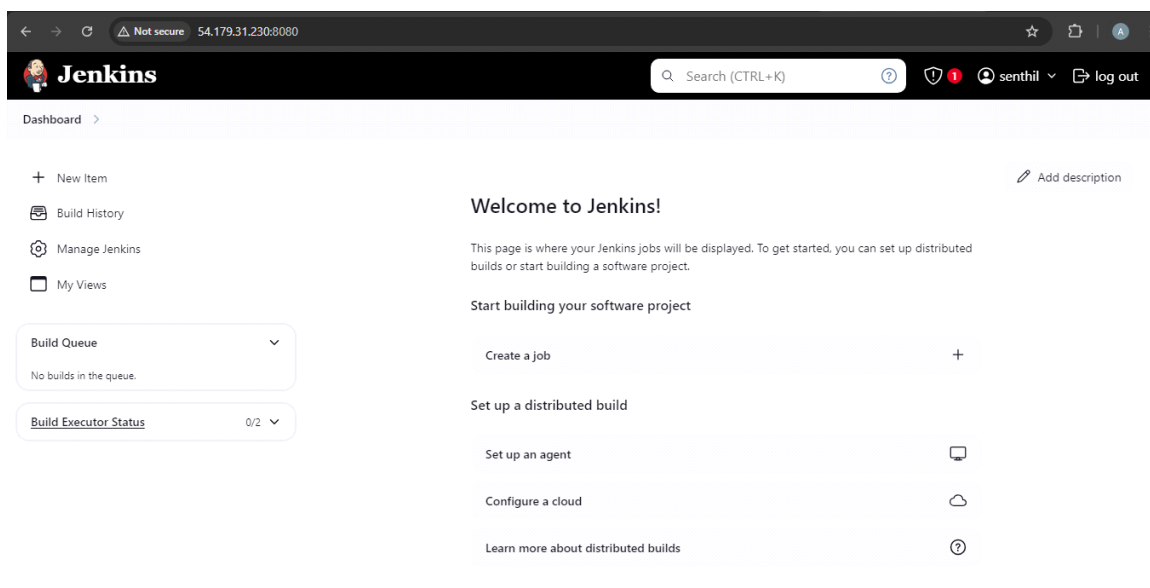 Not secure 54.179.31.230:8080
A
Jenkins
Search (CTRL+K)
1
senthil
log out
Dashboard
New Item
Add description
Build History
Manage Jenkins
My Views
Welcome to Jenkins!
This page is where your Jenkins jobs will be displayed. To get started, you can set up distributed
builds or start building a software project.
Start building your software project
Create a job
Build Queue
No builds in the queue.
Build Executor Status 0/2
Set up a distributed build
Set up an agent
Configure a cloud
Learn more about distributed builds